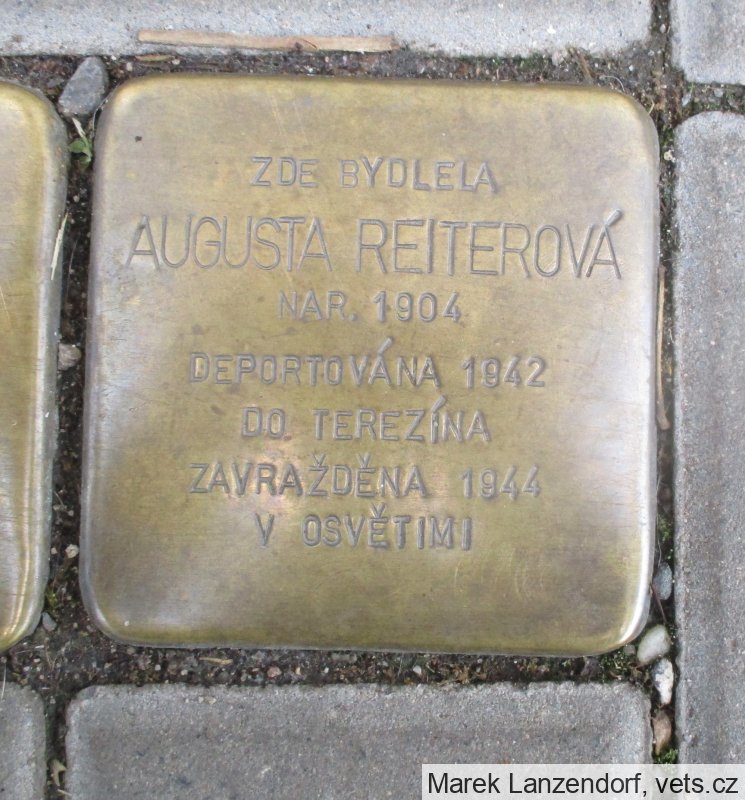 ZDE BYDLELA
AUGUSTA REITEROVÁ
NAR. 1904
DEPORTOVÁNA 1942
DO TEREZÍNA
ZAVRAŽDĚNA 1944
V OSVĚTIMI
Marek Lanzendorf, vets.cz